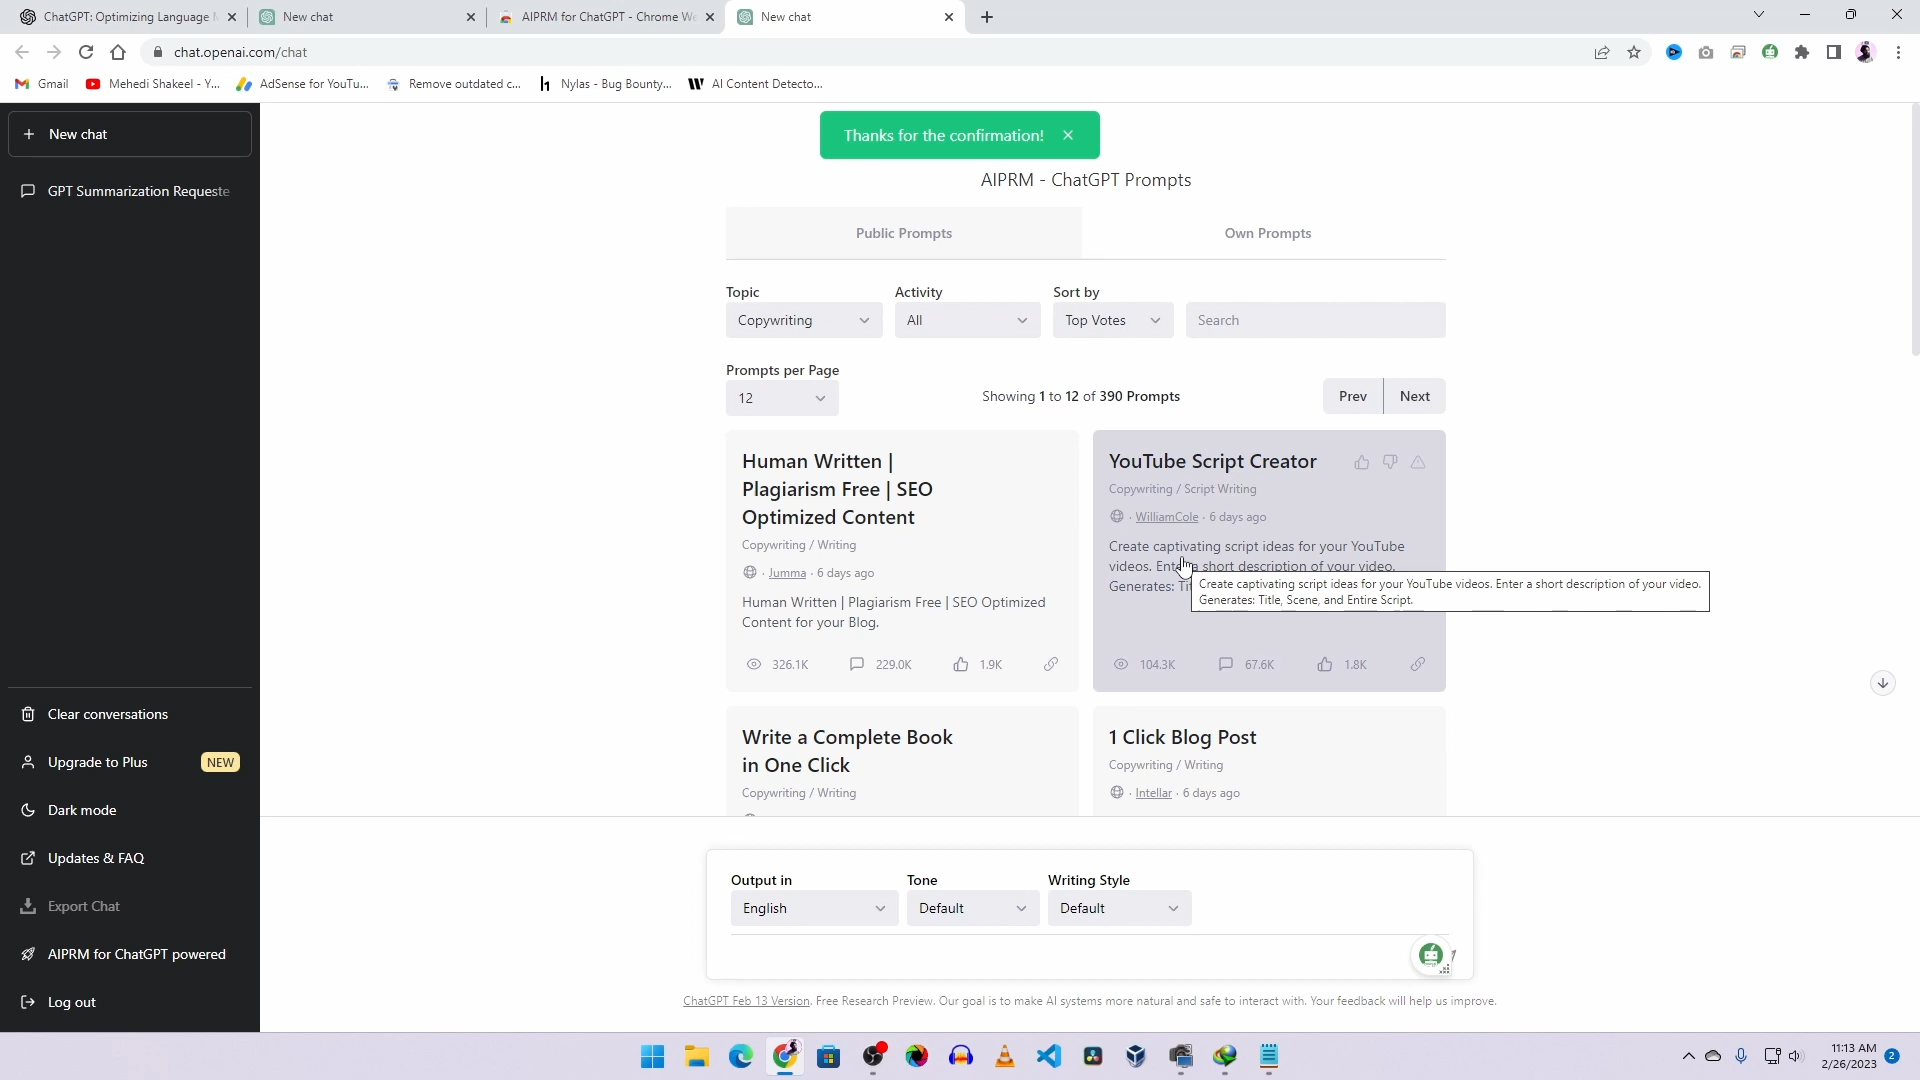 ChatGPT: Optimizing Language
New chat
AIPRM for ChatGPT - Chrome We
New chat
chat.openai.com/chat
Gmail
Mehedi Shakeel - Y...
AdSense for YouTu...
Remove outdated c...
Nylas - Bug Bounty...
AI Content Detecto...
New chat
GPT Summarization Requeste
Thanks for the confirmation!
AIPRM - ChatGPT Prompts
Public Prompts
Own Prompts
Topic
Activity
Sort by
Copywriting
All
Top Votes
Search
Prompts per Page
12
Showing 1 to 12 of 390 Prompts
Prev
Next
Human Written |
Plagiarism Free | SEO
Optimized Content
Copywriting / Writing
· Jumma · 6 days ago
Human Written | Plagiarism Free | SEO Optimized
Content for your Blog.
326.1K
229.0K
1.9K
YouTube Script Creator
Copywriting / Script Writing
· WilliamCole · 6 days ago
Create captivating script ideas for your YouTube
videos. Enter a short description of your video.
Generates:
Create captivating script ideas for your YouTube videos. Enter a short description of your video.
Generates: Title, Scene, and Entire Script.
104.3K
67.6K
1.8K
Write a Complete Book
in One Click
Copywriting / Writing
1 Click Blog Post
Copywriting / Writing
· Intellar · 6 days ago
Clear conversations
Upgrade to Plus
NEW
Dark mode
Updates & FAQ
Export Chat
AIPRM for ChatGPT powered
Log out
Output in
Tone
Writing Style
English
Default
Default
ChatGPT Feb 13 Version. Free Research Preview. Our goal is to make AI systems more natural and safe to interact with. Your feedback will help us improve.
11:13 AM
2/26/2023
2